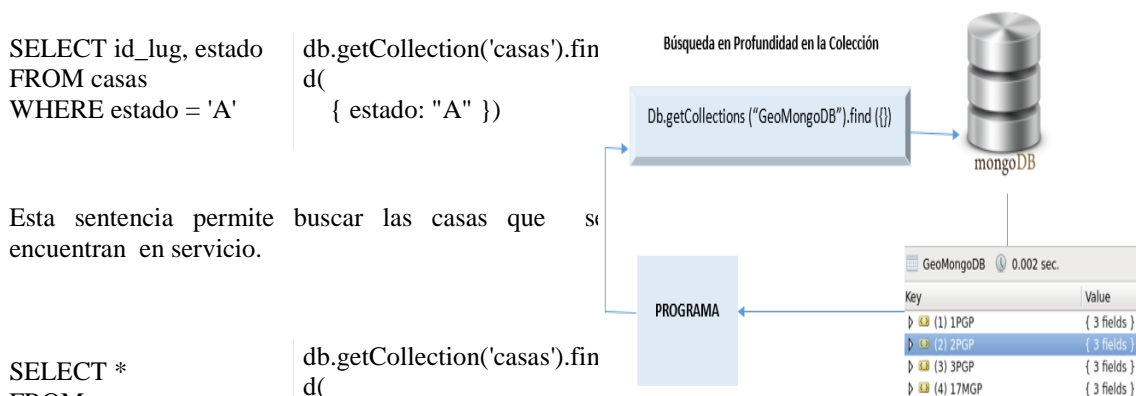 SELECT id_lug, estado
FROM casas
WHERE estado = 'A'
db.getCollection('casas').fin
d(
{ estado: "A" })
Esta sentencia permite buscar las casas que se
encuentran en servicio.
SELECT *
db.getCollection('casas').fin
d(
Búsqueda en Profundidad en la Colección
Db.getCollections (“GeoMongoDB”).find ({})
mongoDB
PROGRAMA
GeoMongoDB 0.002 sec.
Key Value
(1) 1PGP { 3 fields }
(2) 2PGP { 3 fields }
(3) 3PGP { 3 fields }
(4) 17MGP { 3 fields }